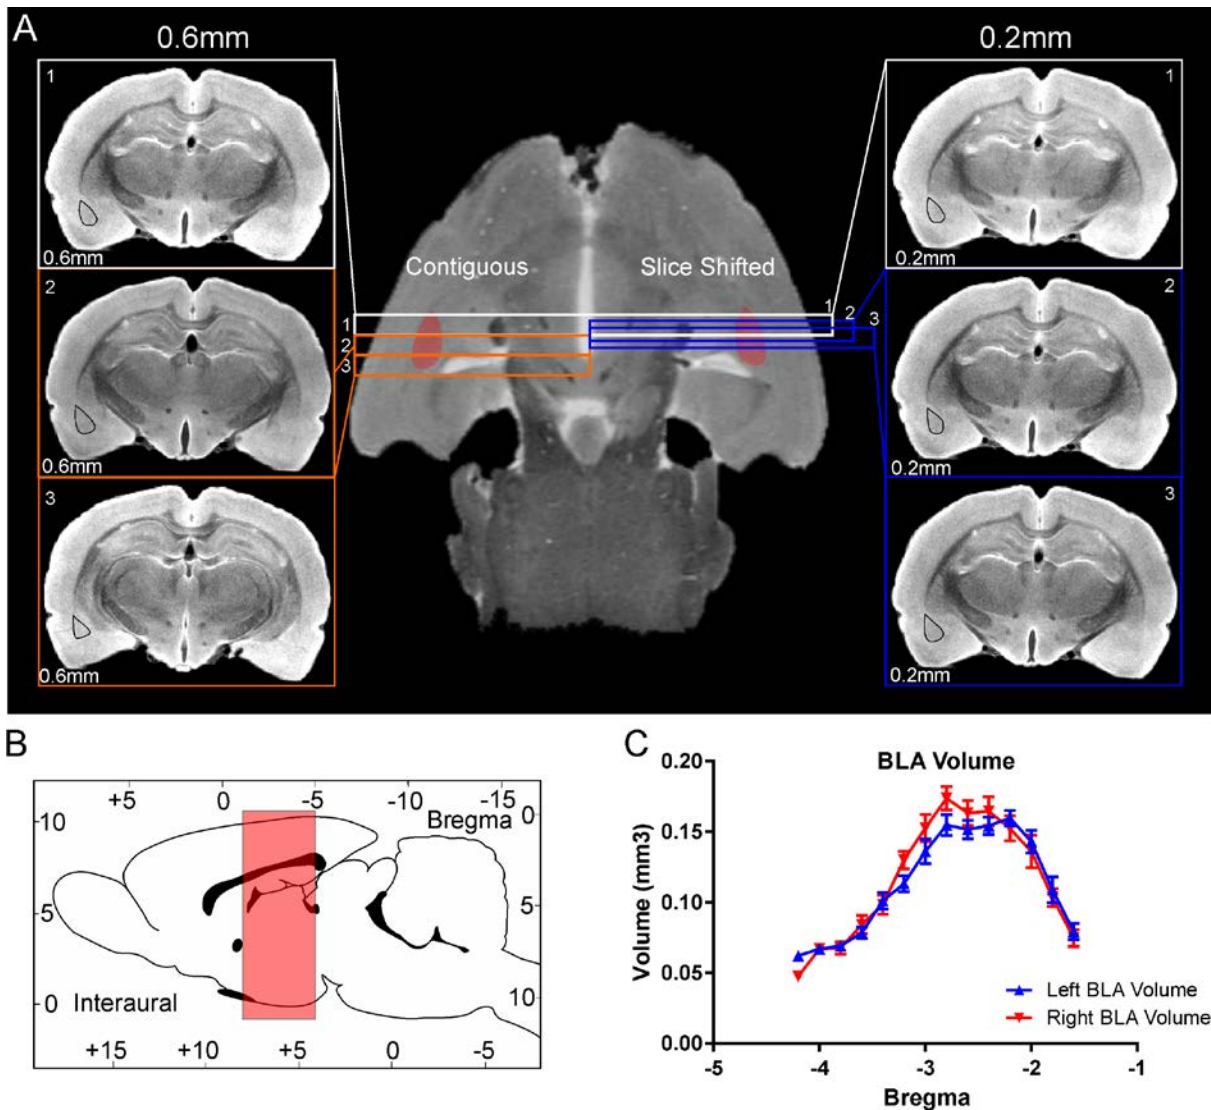 A
0.6mm
0.2mm
1
0.6mm
2
0.6mm
3
0.6mm
Contiguous
Slice Shifted
1
2
3
1
2
3
1
0.2mm
2
0.2mm
3
0.2mm
B
+5 0 -5 -10 -15
Bregma
10
5
0
0
5
10
Interaural
+15 +10 +5 0 -5
C
BLA Volume
0.20
0.15
0.10
0.05
0.00
Volume (mm3)
Left BLA Volume
Right BLA Volume
-5 -4 -3 -2 -1
Bregma